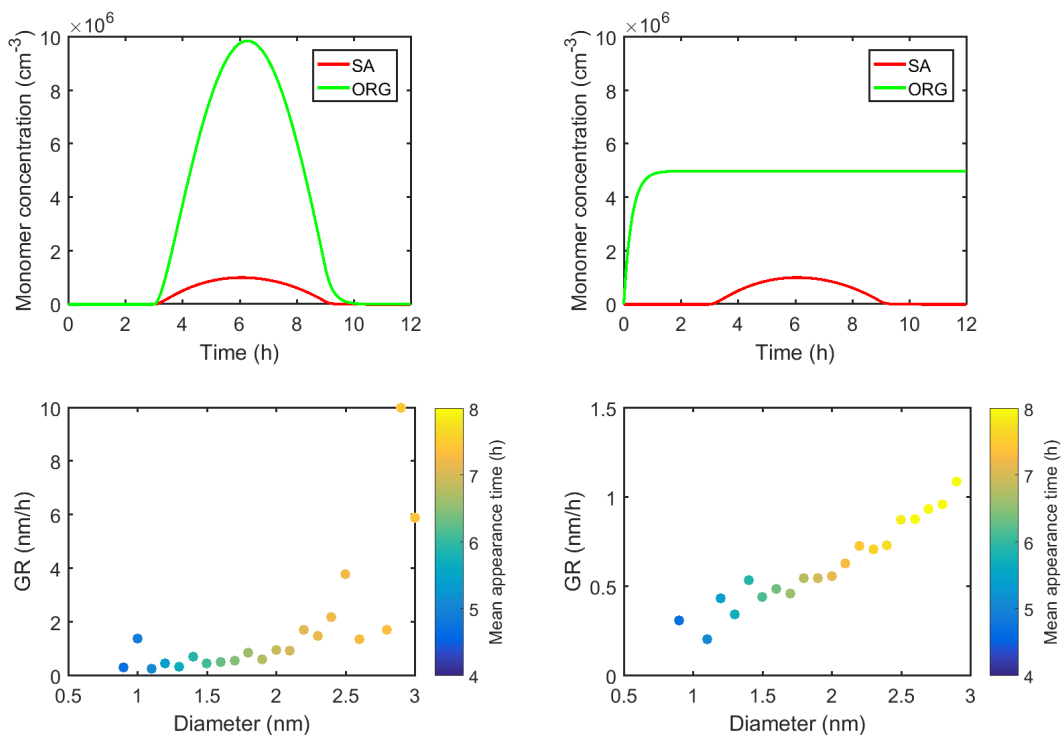 ×10⁶
10
8
6
4
2
0
Monomer concentration (cm⁻³)
SA
ORG
0 2 4 6 8 10 12
Time (h)
×10⁶
10
8
6
4
2
0
Monomer concentration (cm⁻³)
SA
ORG
0 2 4 6 8 10 12
Time (h)
10
8
6
4
2
0
GR (nm/h)
0.5 1 1.5 2 2.5 3
Diameter (nm)
8
7
6
5
4
Mean appearance time (h)
1.5
1
0.5
0
GR (nm/h)
0.5 1 1.5 2 2.5 3
Diameter (nm)
8
7
6
5
4
Mean appearance time (h)